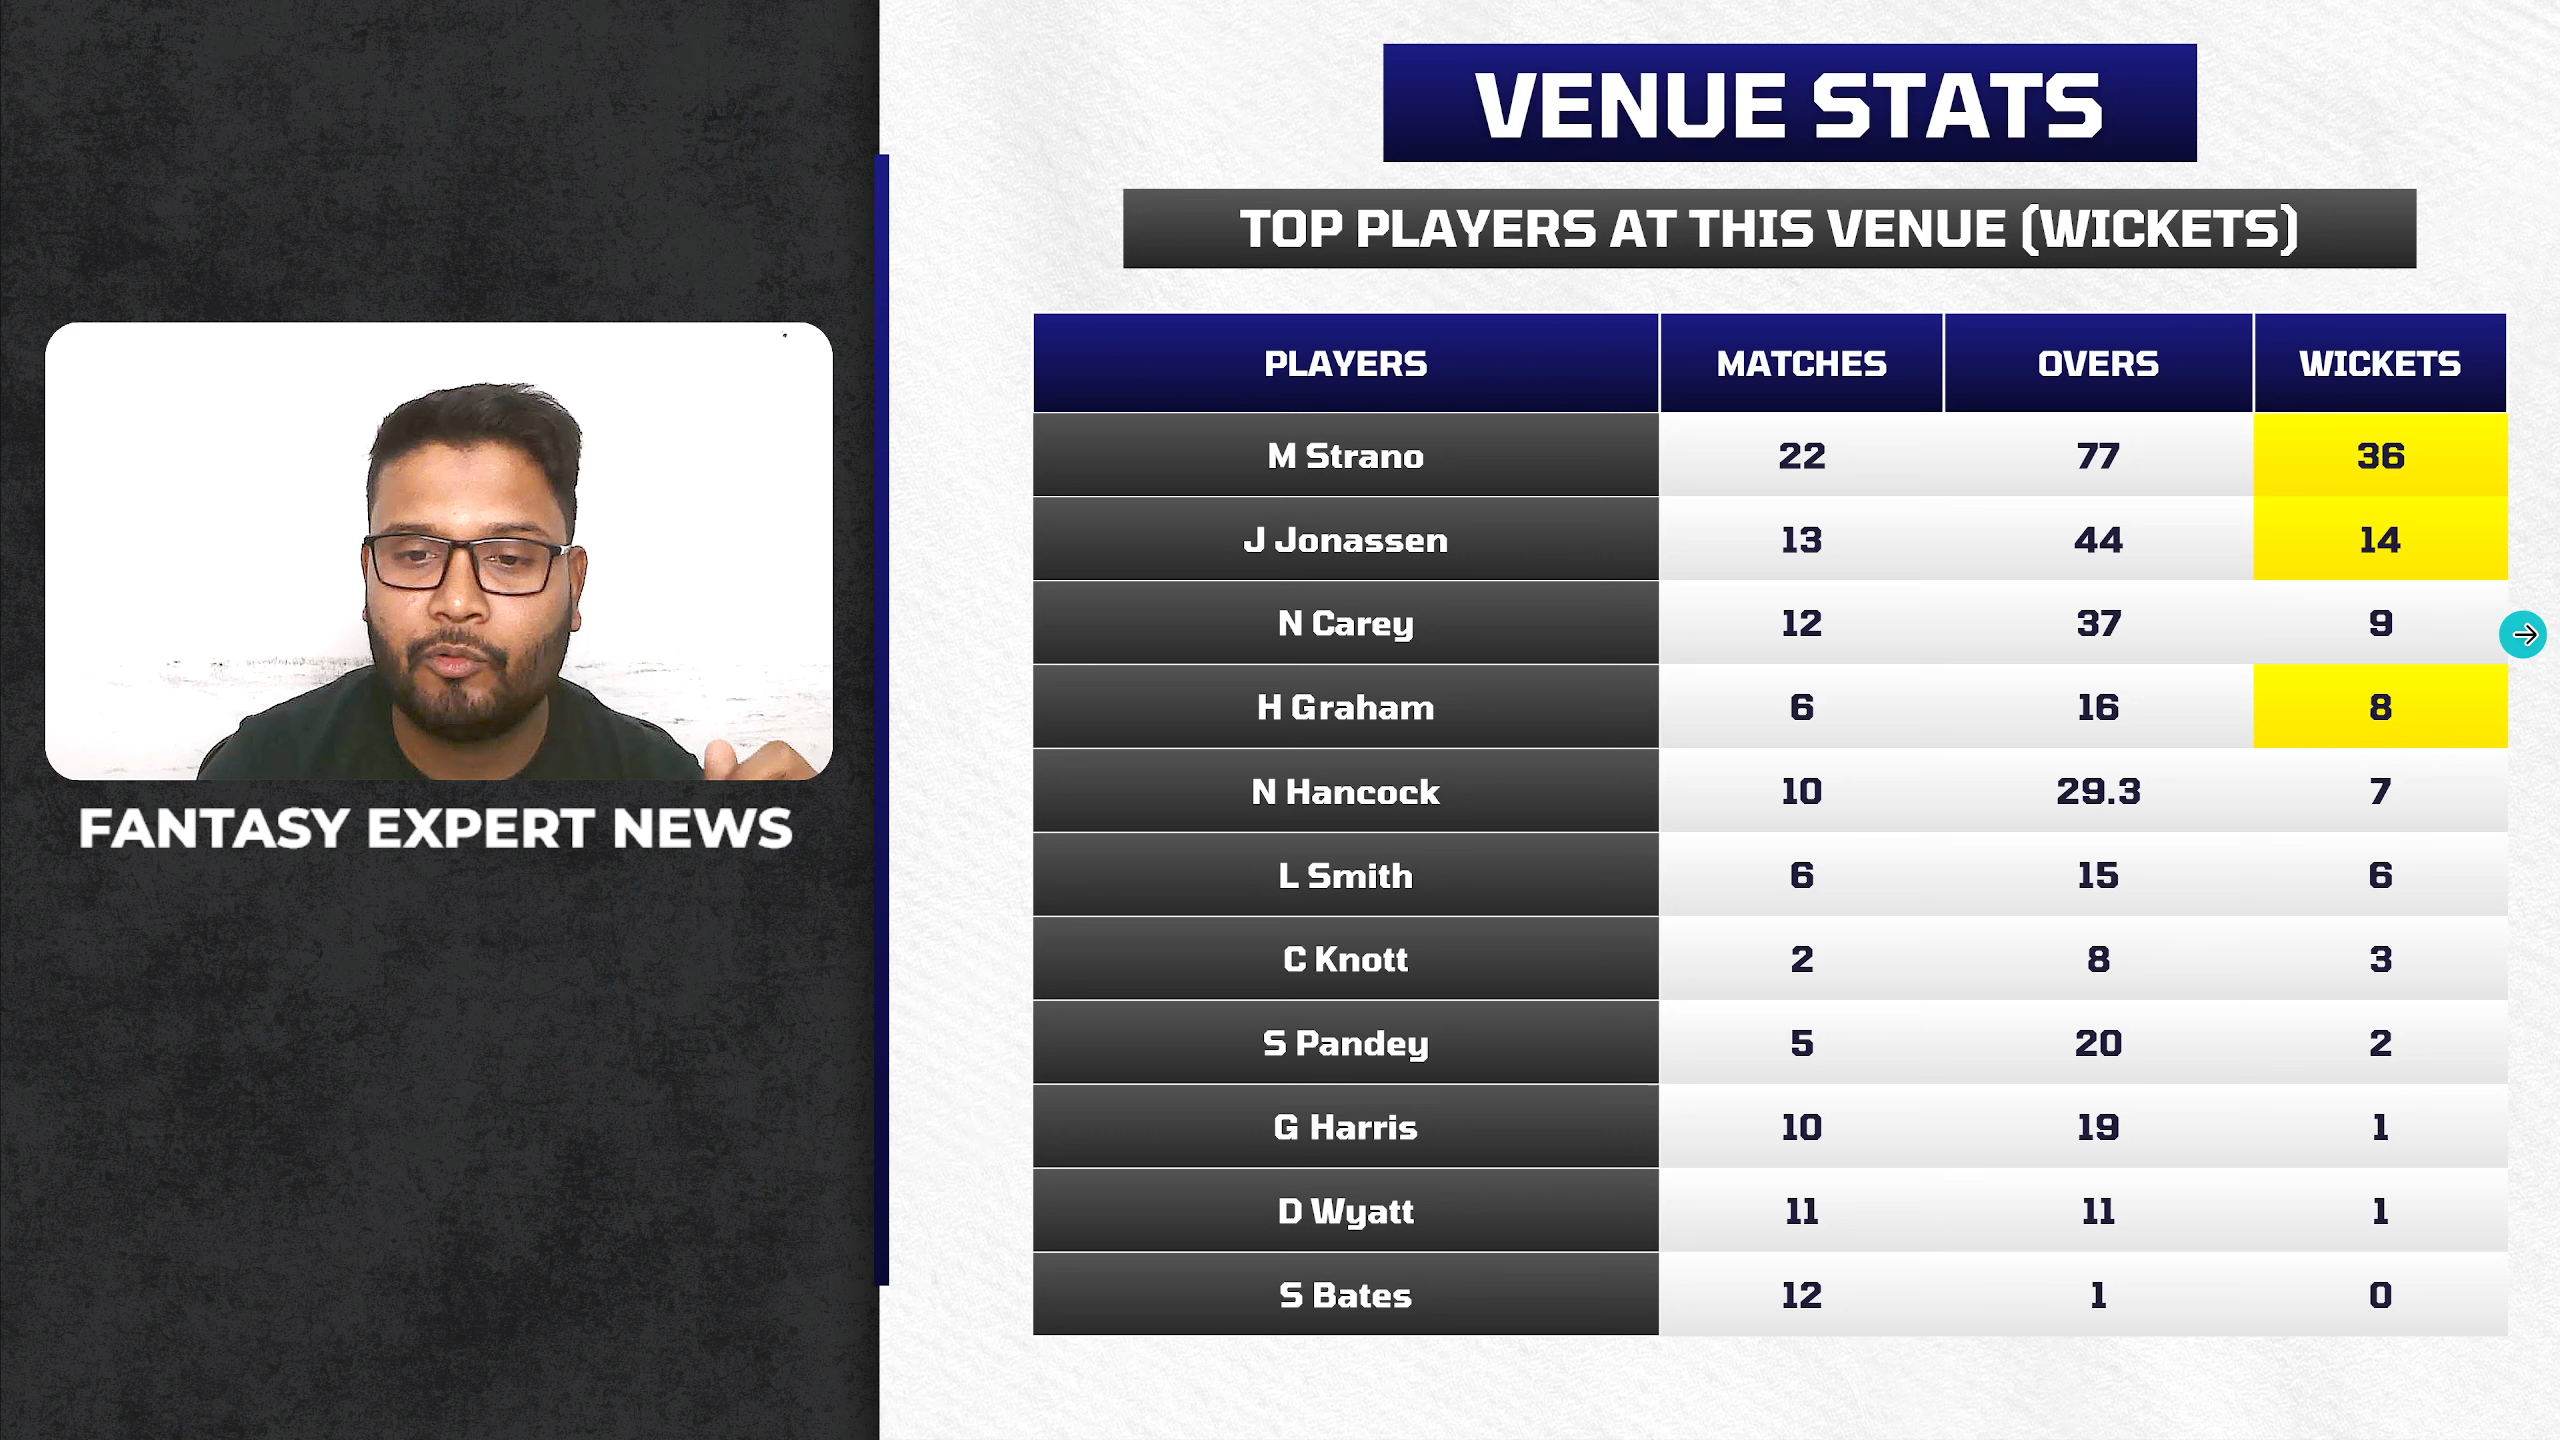 VENUE STATS
TOP PLAYERS AT THIS VENUE (WICKETS)
PLAYERS MATCHES OVERS WICKETS
M Strano 22 77 36
J Jonassen 13 44 14
N Carey 12 37 9
H Graham 6 16 8
N Hancock 10 29.3 7
L Smith 6 15 6
C Knott 2 8 3
S Pandey 5 20 2
G Harris 10 19 1
D Wyatt 11 11 1
S Bates 12 1 0
FANTASY EXPERT NEWS